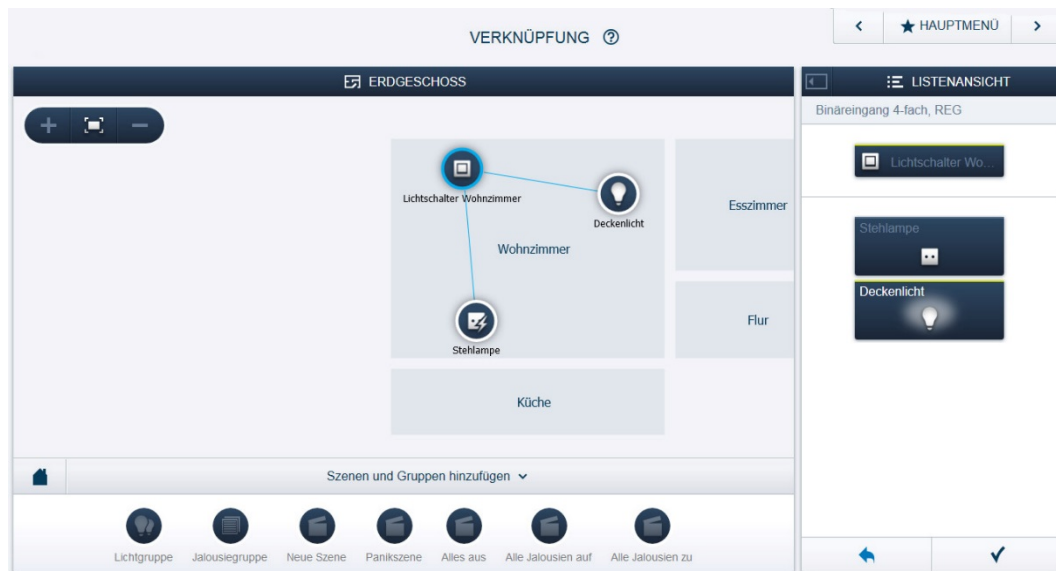 VERKNÜPFUNG ?
< ★ HAUPTMENÜ >
ERDGESCHOSS
LISTENANSICHT
Binäreingang 4-fach, REG
Lichtschalter Wo...
Lichtschalter Wohnzimmer
Deckenlicht
Wohnzimmer
Stehlampe
Esszimmer
Flur
Küche
Stehlampe
Deckenlicht
Szenen und Gruppen hinzufügen
Lichtgruppe
Jalousiegruppe
Neue Szene
Panikszene
Alles aus
Alle Jalousien auf
Alle Jalousien zu